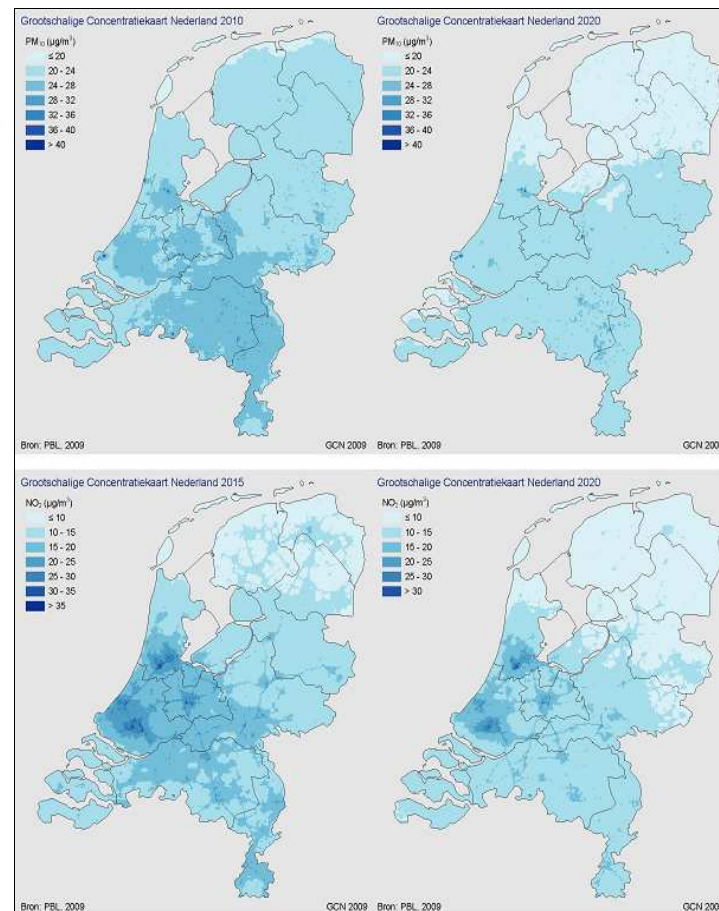 Grootschalige Concentratiekaart Nederland 2010
PM₁₀ (µg/m³)
≤ 20
20 - 24
24 - 28
28 - 32
32 - 36
36 - 40
> 40
Bron: PBL, 2009
GCN 2009
Grootschalige Concentratiekaart Nederland 2020
PM₁₀ (µg/m³)
≤ 20
20 - 24
24 - 28
28 - 32
32 - 36
36 - 40
> 40
Bron: PBL, 2009
GCN 200
Grootschalige Concentratiekaart Nederland 2015
NO₂ (µg/m³)
≤ 10
10 - 15
15 - 20
20 - 25
25 - 30
30 - 35
> 35
Bron: PBL, 2009
GCN 2009
Grootschalige Concentratiekaart Nederland 2020
NO₂ (µg/m³)
≤ 10
10 - 15
15 - 20
20 - 25
25 - 30
> 30
Bron: PBL, 2009
GCN 200